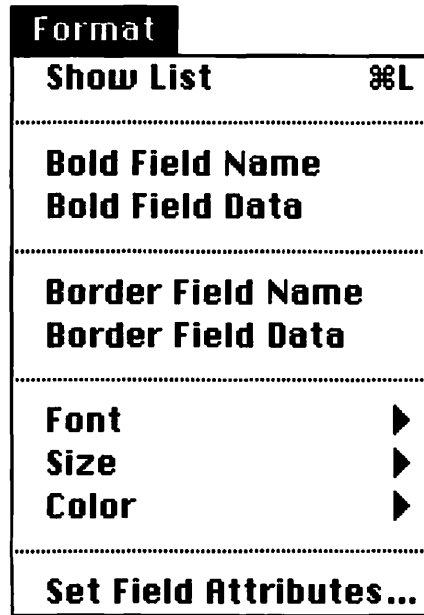 Format
Show List ⌘L
Bold Field Name
Bold Field Data
Border Field Name
Border Field Data
Font
Size
Color
Set Field Attributes...